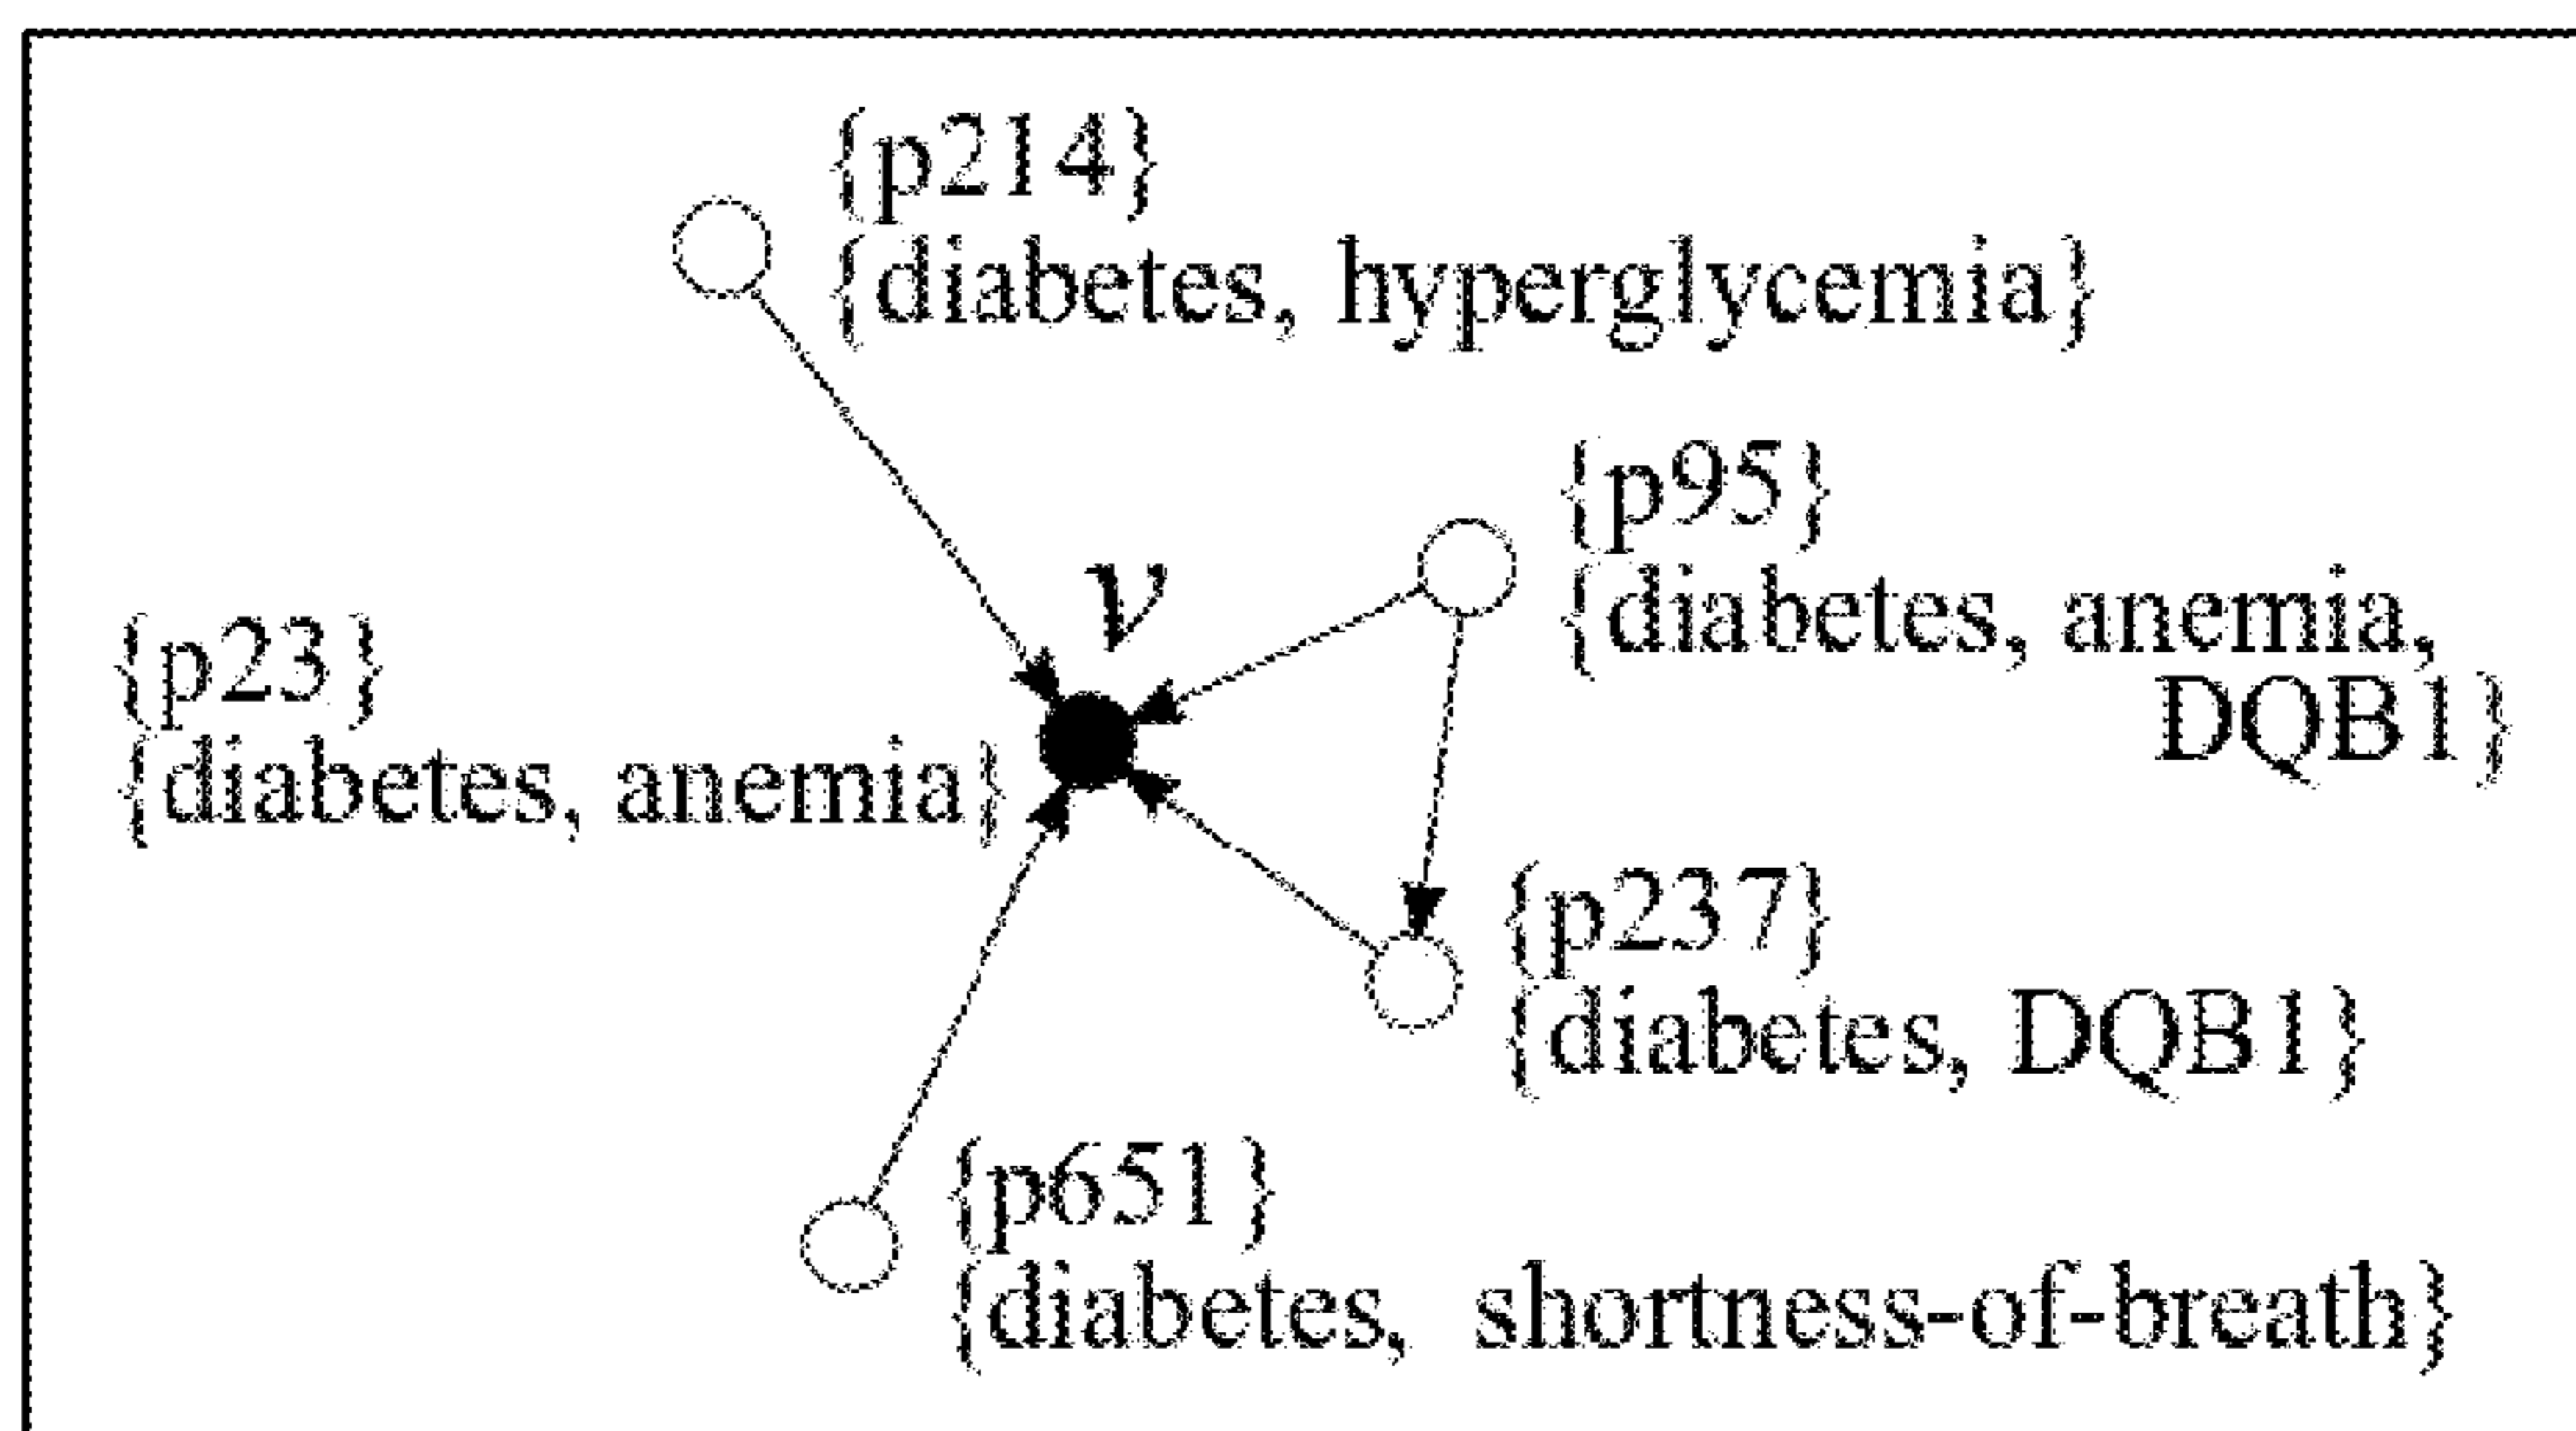 {p214}
{diabetes, hyperglycemia}
{p95}
{diabetes, anemia,
DQB1}
v
{p23}
{diabetes, anemia}
{p237}
{diabetes, DQB1}
{p651}
{diabetes, shortness-of-breath}